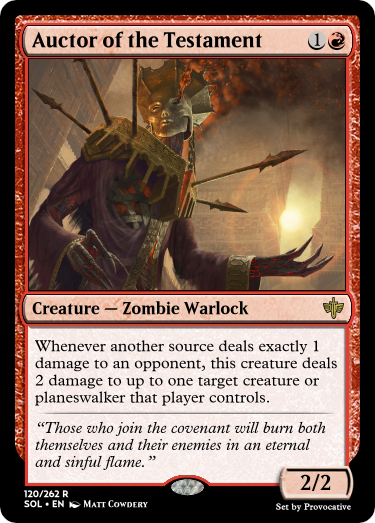 Auctor of the Testament 1
Creature — Zombie Warlock
Whenever another source deals exactly 1
damage to an opponent, this creature deals
2 damage to up to one target creature or
planeswalker that player controls.
“Those who join the covenant will burn both
themselves and their enemies in an eternal
and sinful flame.”
2/2
120/262 R
SOL • EN Matt Cowdery
Set by Provocative